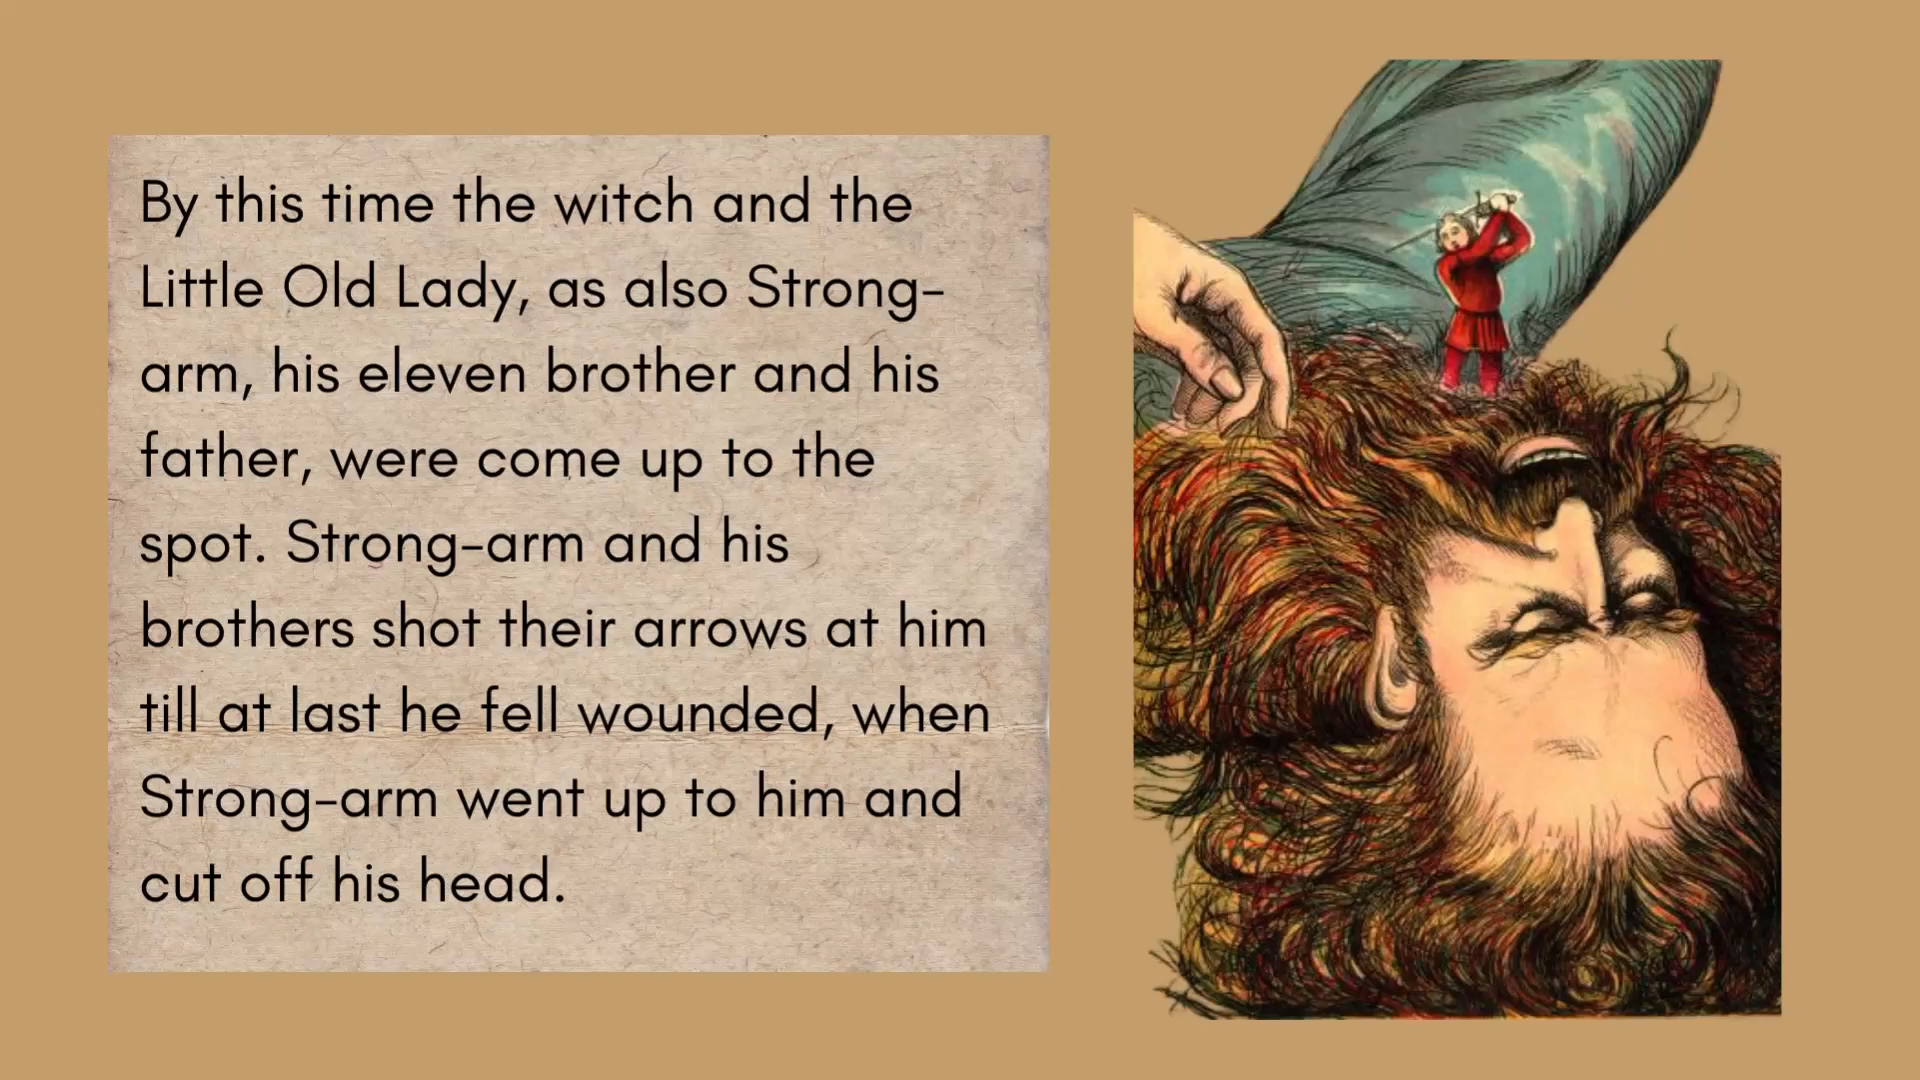 By this time the witch and the
Little Old Lady, as also Strong-
arm, his eleven brother and his
father, were come up to the
spot. Strong-arm and his
brothers shot their arrows at him
till at last he fell wounded, when
Strong-arm went up to him and
cut off his head.